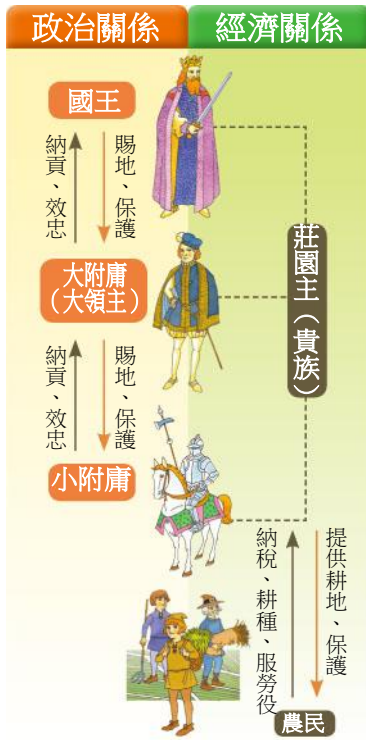 政治關係
經濟關係
國王
納貢、效忠
賜地、保護
大附庸
（大領主）
莊園主（貴族）
納貢、效忠
賜地、保護
小附庸
納稅、耕種、服勞役
提供耕地、保護
農民